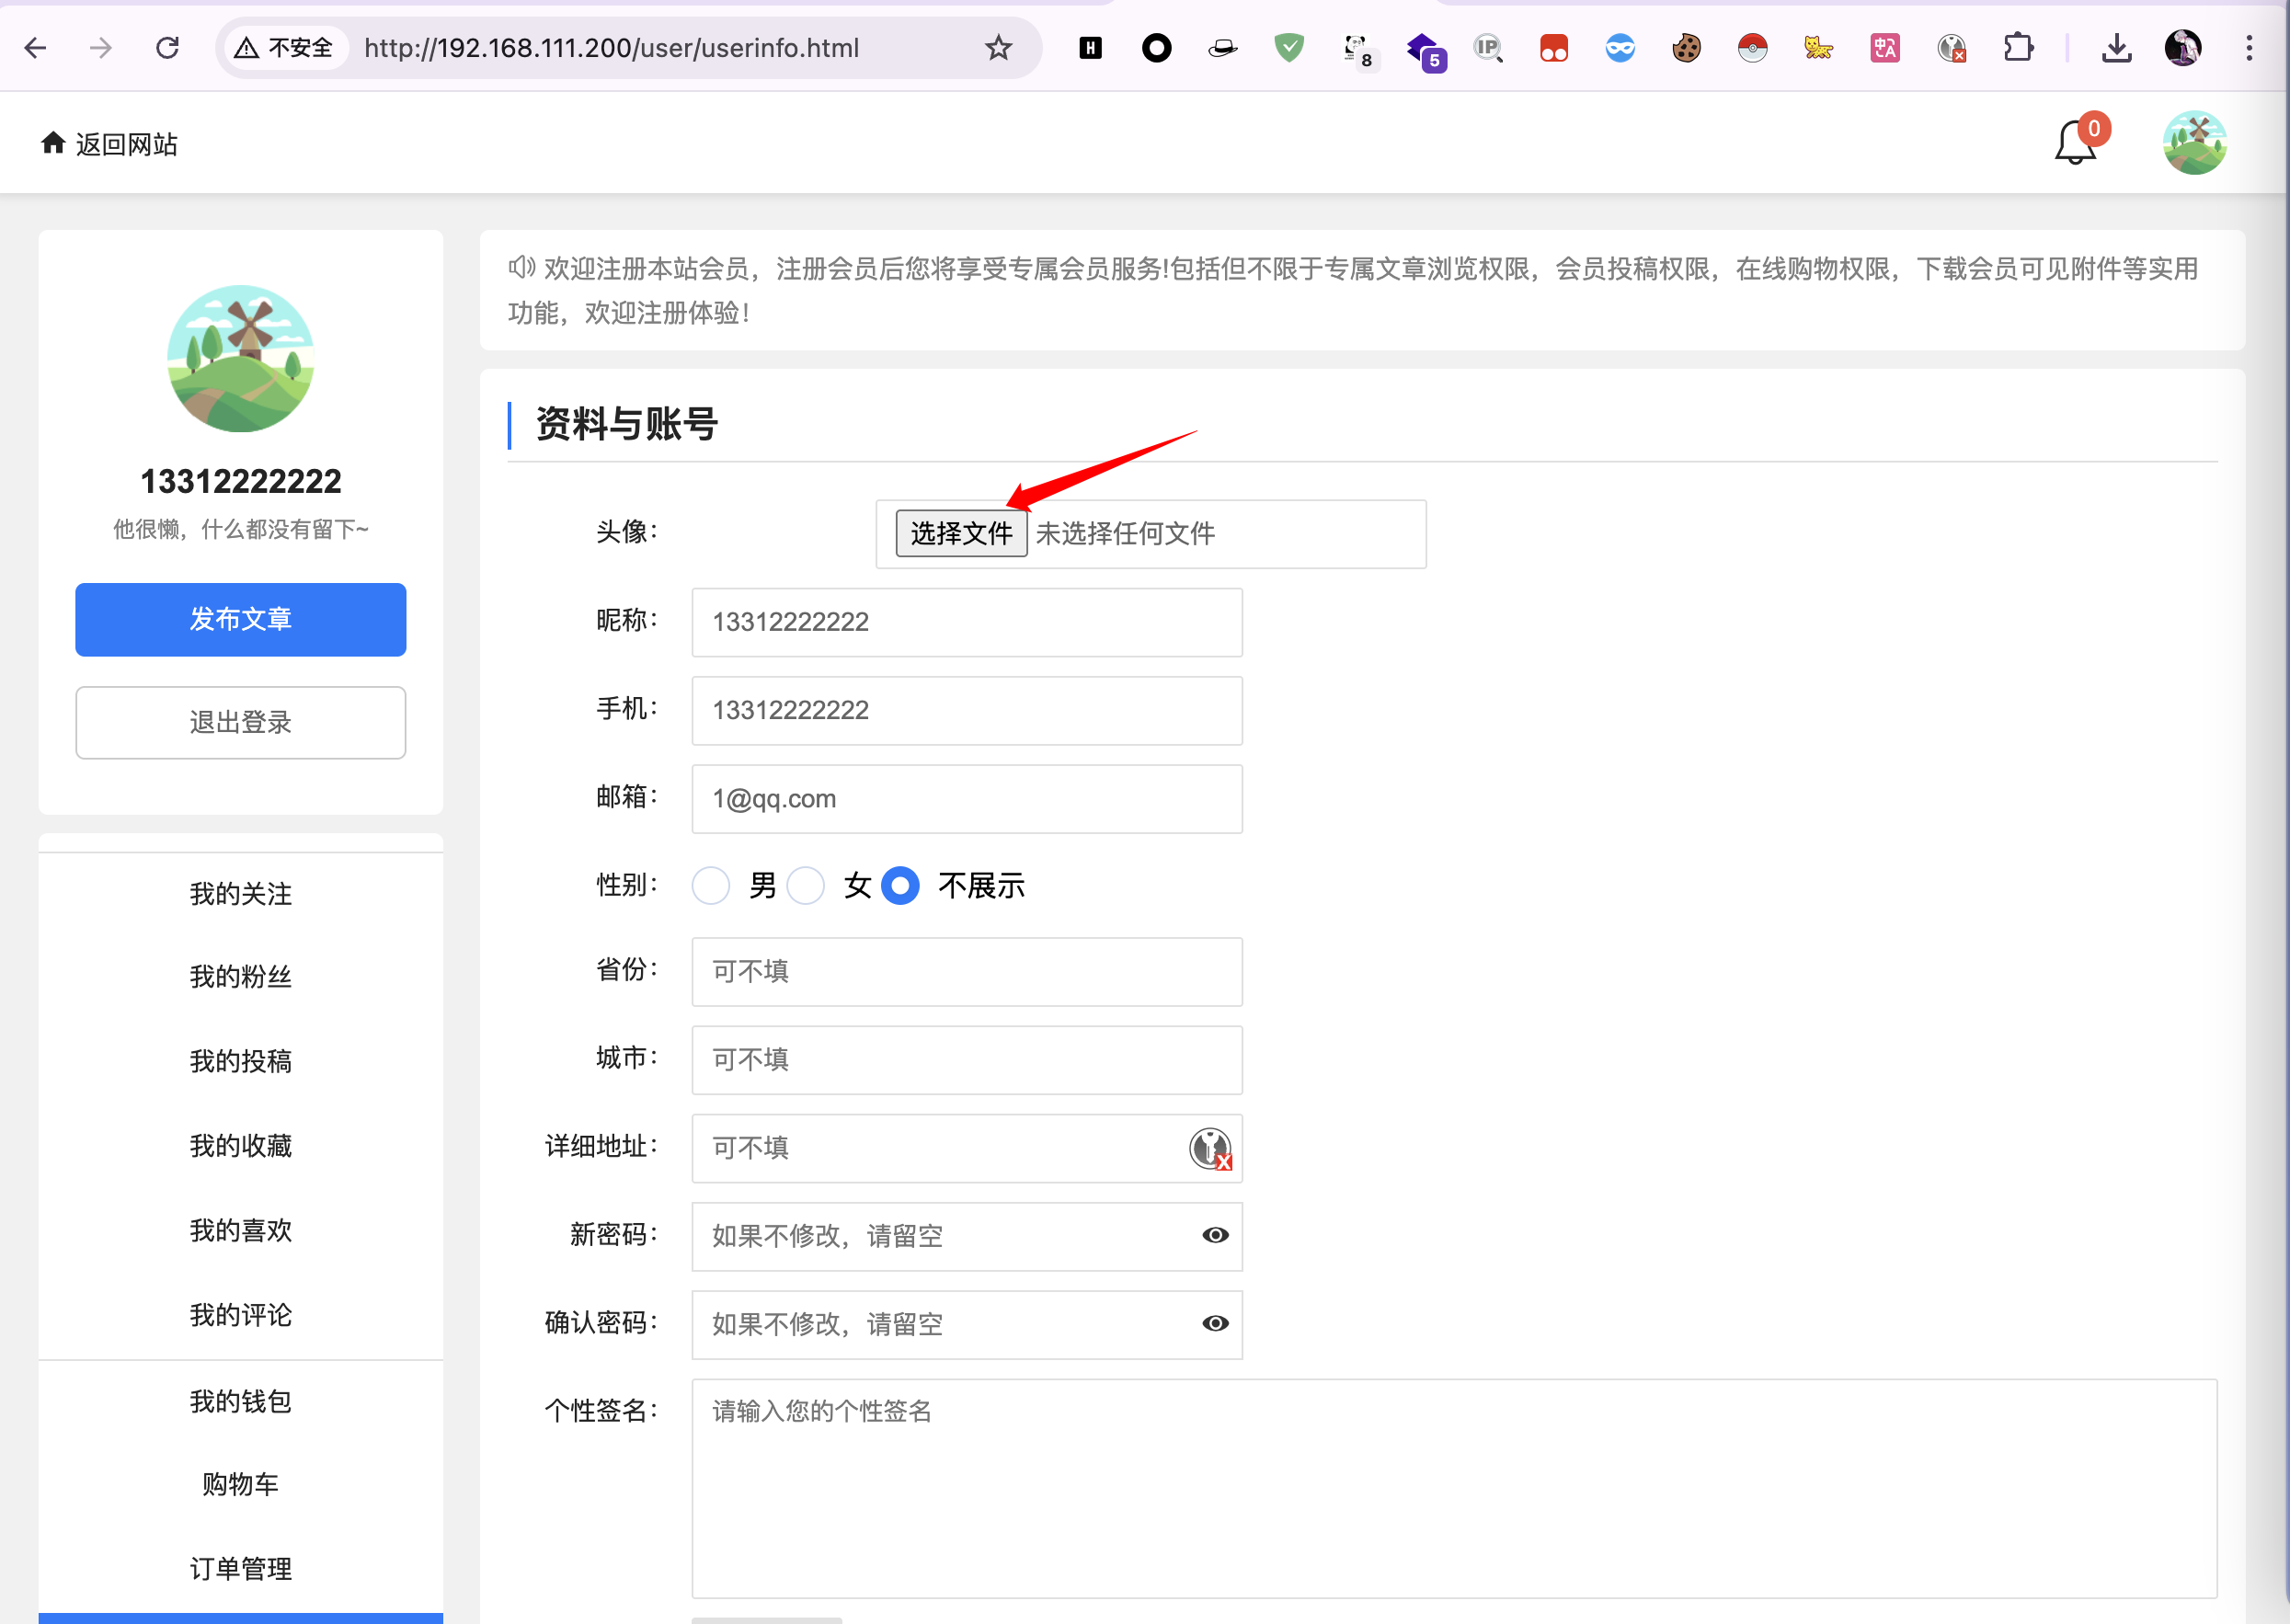 不安全 http://192.168.111.200/user/userinfo.html
H
8
5
IP
中A
返回网站
0
13312222222
他很懒，什么都没有留下~
发布文章
退出登录
我的关注
我的粉丝
我的投稿
我的收藏
我的喜欢
我的评论
我的钱包
购物车
订单管理
欢迎注册本站会员，注册会员后您将享受专属会员服务!包括但不限于专属文章浏览权限，会员投稿权限，在线购物权限，下载会员可见附件等实用
功能，欢迎注册体验！
资料与账号
头像： 选择文件 未选择任何文件
昵称： 13312222222
手机： 13312222222
邮箱： 1@qq.com
性别： 男 女 不展示
省份： 可不填
城市： 可不填
详细地址： 可不填
新密码： 如果不修改，请留空
确认密码： 如果不修改，请留空
个性签名： 请输入您的个性签名